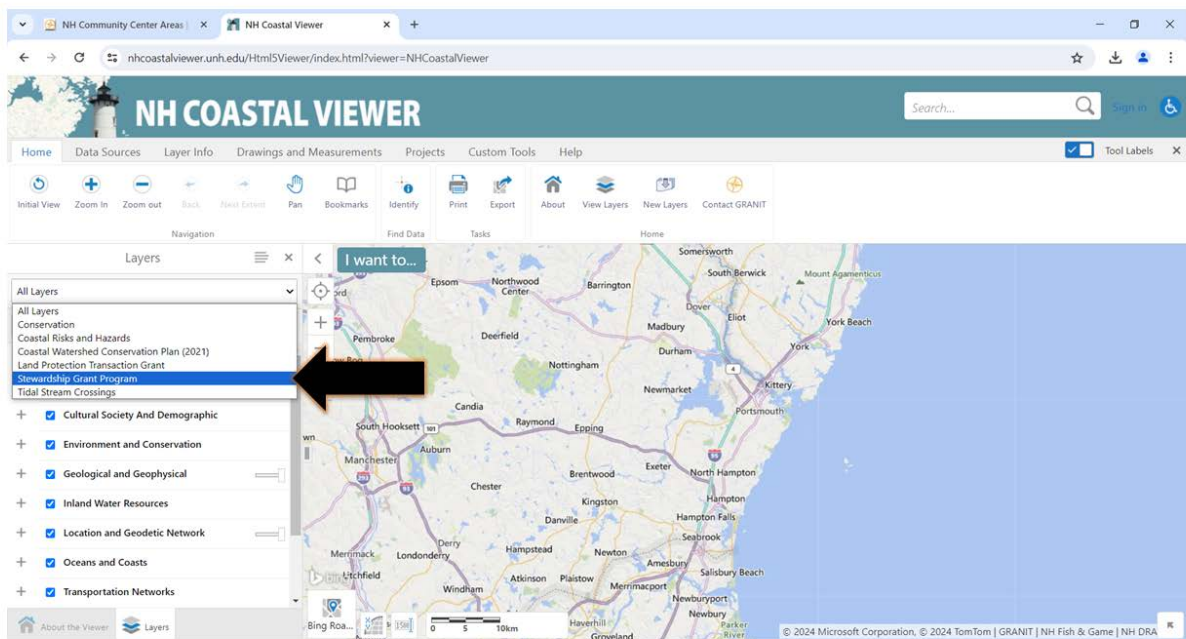 NH Community Center Areas
NH Coastal Viewer
nhcoastalviewer.unh.edu/Html5Viewer/index.html?viewer=NHCoastalViewer
NH COASTAL VIEWER
Search...
Sign in
Home Data Sources Layer Info Drawings and Measurements Projects Custom Tools Help
Tool Labels
Initial View Zoom In Zoom out Back Next Extent Pan Bookmarks Identify Print Export About View Layers New Layers Contact GRANIT
Navigation Find Data Tasks Home
Layers
I want to...
All Layers
All Layers
Conservation
Coastal Risks and Hazards
Coastal Watershed Conservation Plan (2021)
Land Protection Transaction Grant
Stewardship Grant Program
Tidal Stream Crossings
Cultural Society And Demographic
Environment and Conservation
Geological and Geophysical
Inland Water Resources
Location and Geodetic Network
Oceans and Coasts
Transportation Networks
About the Viewer Layers
Somersworth
South Berwick
Mount Agamenticus
Epsom
Northwood Center
Barrington
Dover
Eliot
York Beach
Madbury
Pembroke
Deerfield
York
Durham
Nottingham
4
Kittery
Newmarket
Candia
Portsmouth
South Hooksett
101
Raymond
Epping
Auburn
95
Manchester
Exeter
North Hampton
293
93
Brentwood
Chester
Hampton
Kingston
Danville
Hampton Falls
Seabrook
Derry
Merrimack
Londonderry
Hampstead
Newton
Amesbury
Salisbury Beach
Litchfield
Atkinson
Plaistow
Merrimacport
Windham
Newburyport
Newbury
Haverhill
Parker River
Groveland
Bing Roa...
0 5 10km
© 2024 Microsoft Corporation, © 2024 TomTom | GRANIT | NH Fish & Game | NH DRA